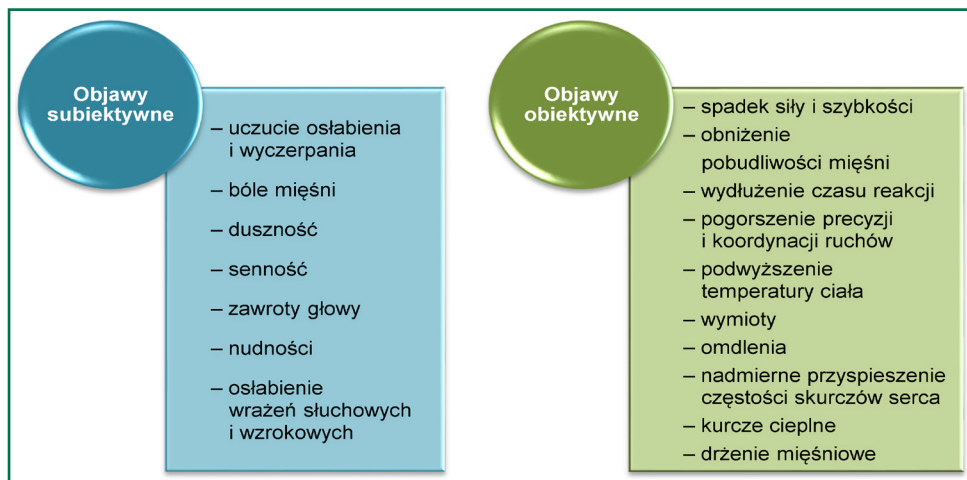 Objawy
subiektywne
– uczucie osłabienia
i wyczerpania
– bóle mięśni
– duszność
– senność
– zawroty głowy
– nudności
– osłabienie
wrażeń słuchowych
i wzrokowych
Objawy
obiektywne
– spadek siły i szybkości
– obniżenie
pobudliwości mięśni
– wydłużenie czasu reakcji
– pogorszenie precyzji
i koordynacji ruchów
– podwyższenie
temperatury ciała
– wymioty
– omdlenia
– nadmierne przyspieszenie
częstości skurczów serca
– kurcze cieplne
– drżenie mięśniowe